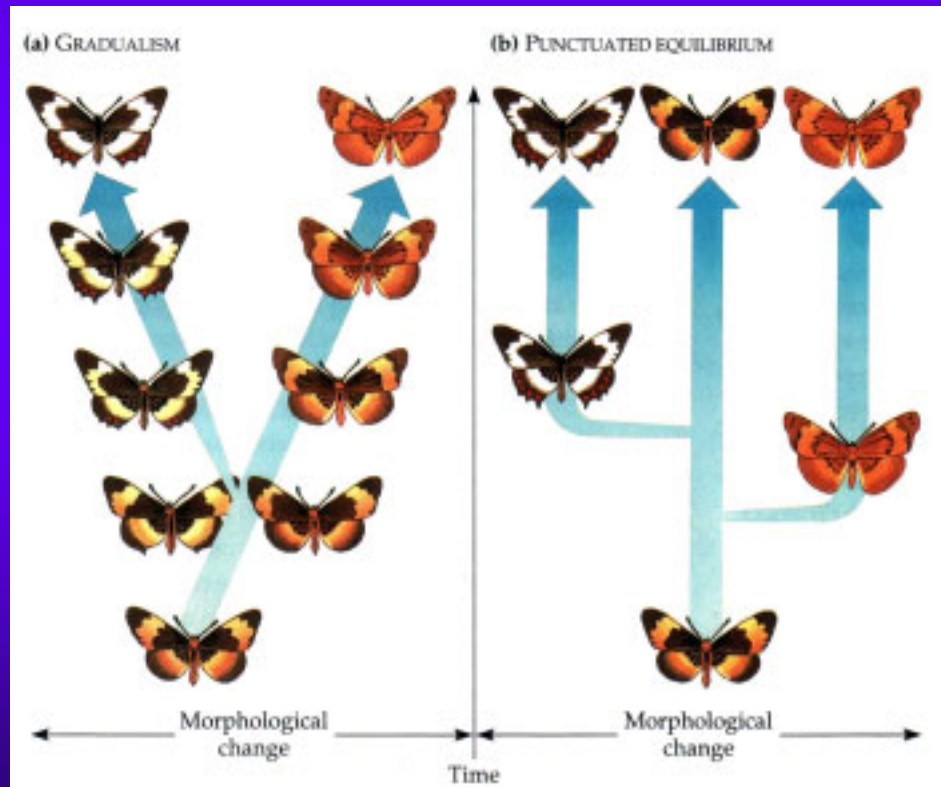 (a) GRADUALISM
(b) PUNCTUATED EQUILIBRIUM
Morphological
change
Morphological
change
Time